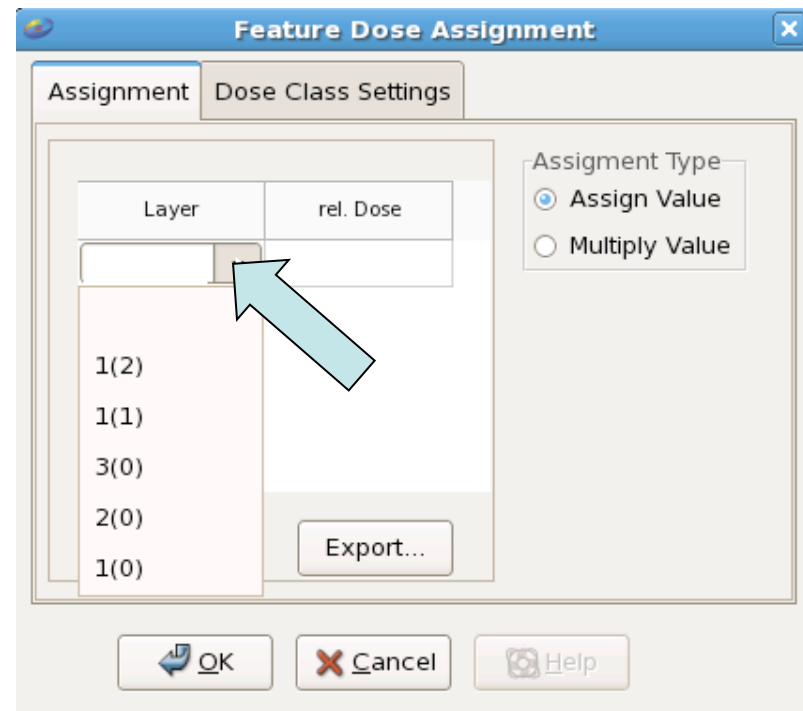 Feature Dose Assignment
Assignment
Dose Class Settings
Assigment Type
Assign Value
Multiply Value
Layer
rel. Dose
1(2)
1(1)
3(0)
2(0)
1(0)
Export...
OK
Cancel
Help